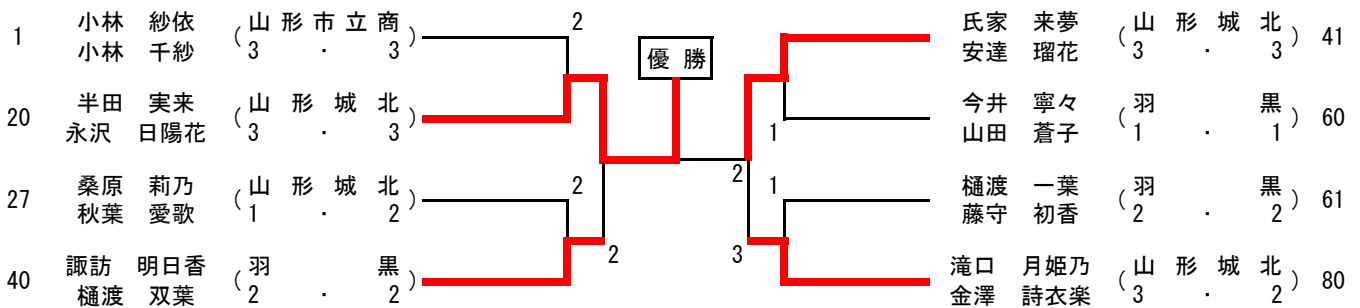 1 小林 紗依 小林 千紗 (山形市立商 3 ・ 3) 2
20 半田 実来 永沢 日陽花 (山形城北 3 ・ 3)
27 桑原 莉乃 秋葉 愛歌 (山形城北 1 ・ 2) 2
40 諏訪 明日香 樋渡 双葉 (羽黒 2 ・ 2) 2
優勝
2
氏家 来夢 安達 瑠花 (山形城北 3 ・ 3) 41
1 今井 寧々 山田 蒼子 (羽黒 1 ・ 1) 60
1 樋渡 一葉 藤守 初香 (羽黒 2 ・ 2) 61
3 滝口 月姫乃 金澤 詩衣楽 (山形城北 3 ・ 2) 80